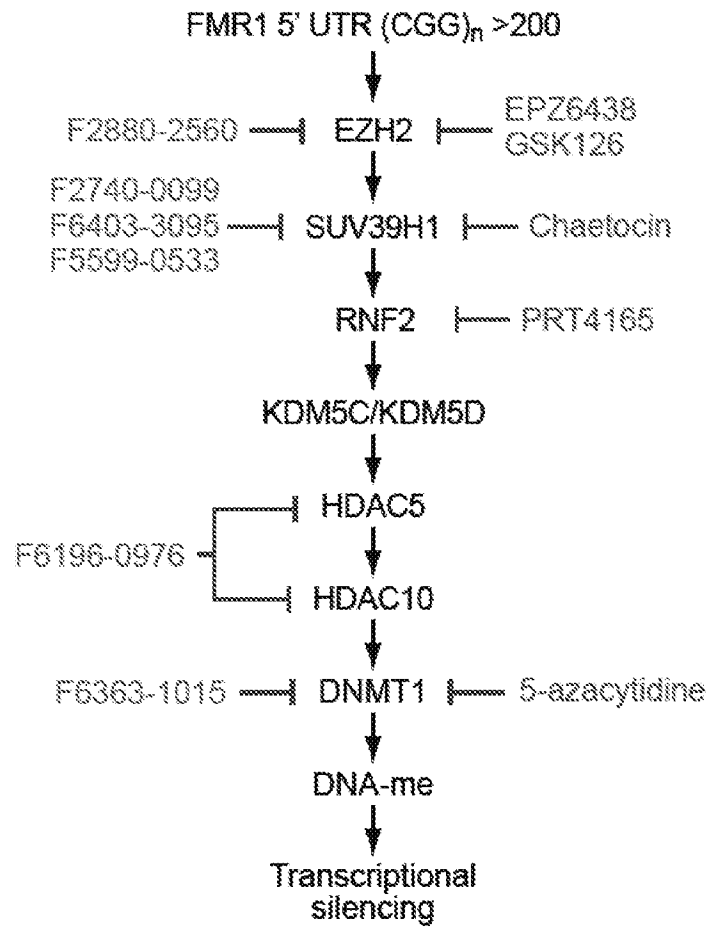 FMR1 5' UTR (CGG)n >200
F2880-2560
EZH2
EPZ6438
GSK126
F2740-0099
F6403-3095
F5599-0533
SUV39H1
Chaetocin
RNF2
PRT4165
KDM5C/KDM5D
HDAC5
F6196-0976
HDAC10
F6363-1015
DNMT1
5-azacytidine
DNA-me
Transcriptional
silencing